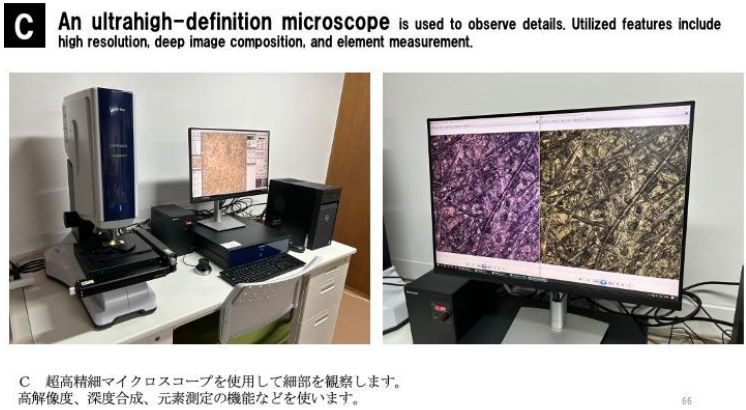 C
An ultrahigh-definition microscope is used to observe details. Utilized features include
high resolution, deep image composition, and element measurement.
C 超高精細マイクロスコープを使用して細部を観察します。
高解像度、深度合成、元素測定の機能などを使います。
66